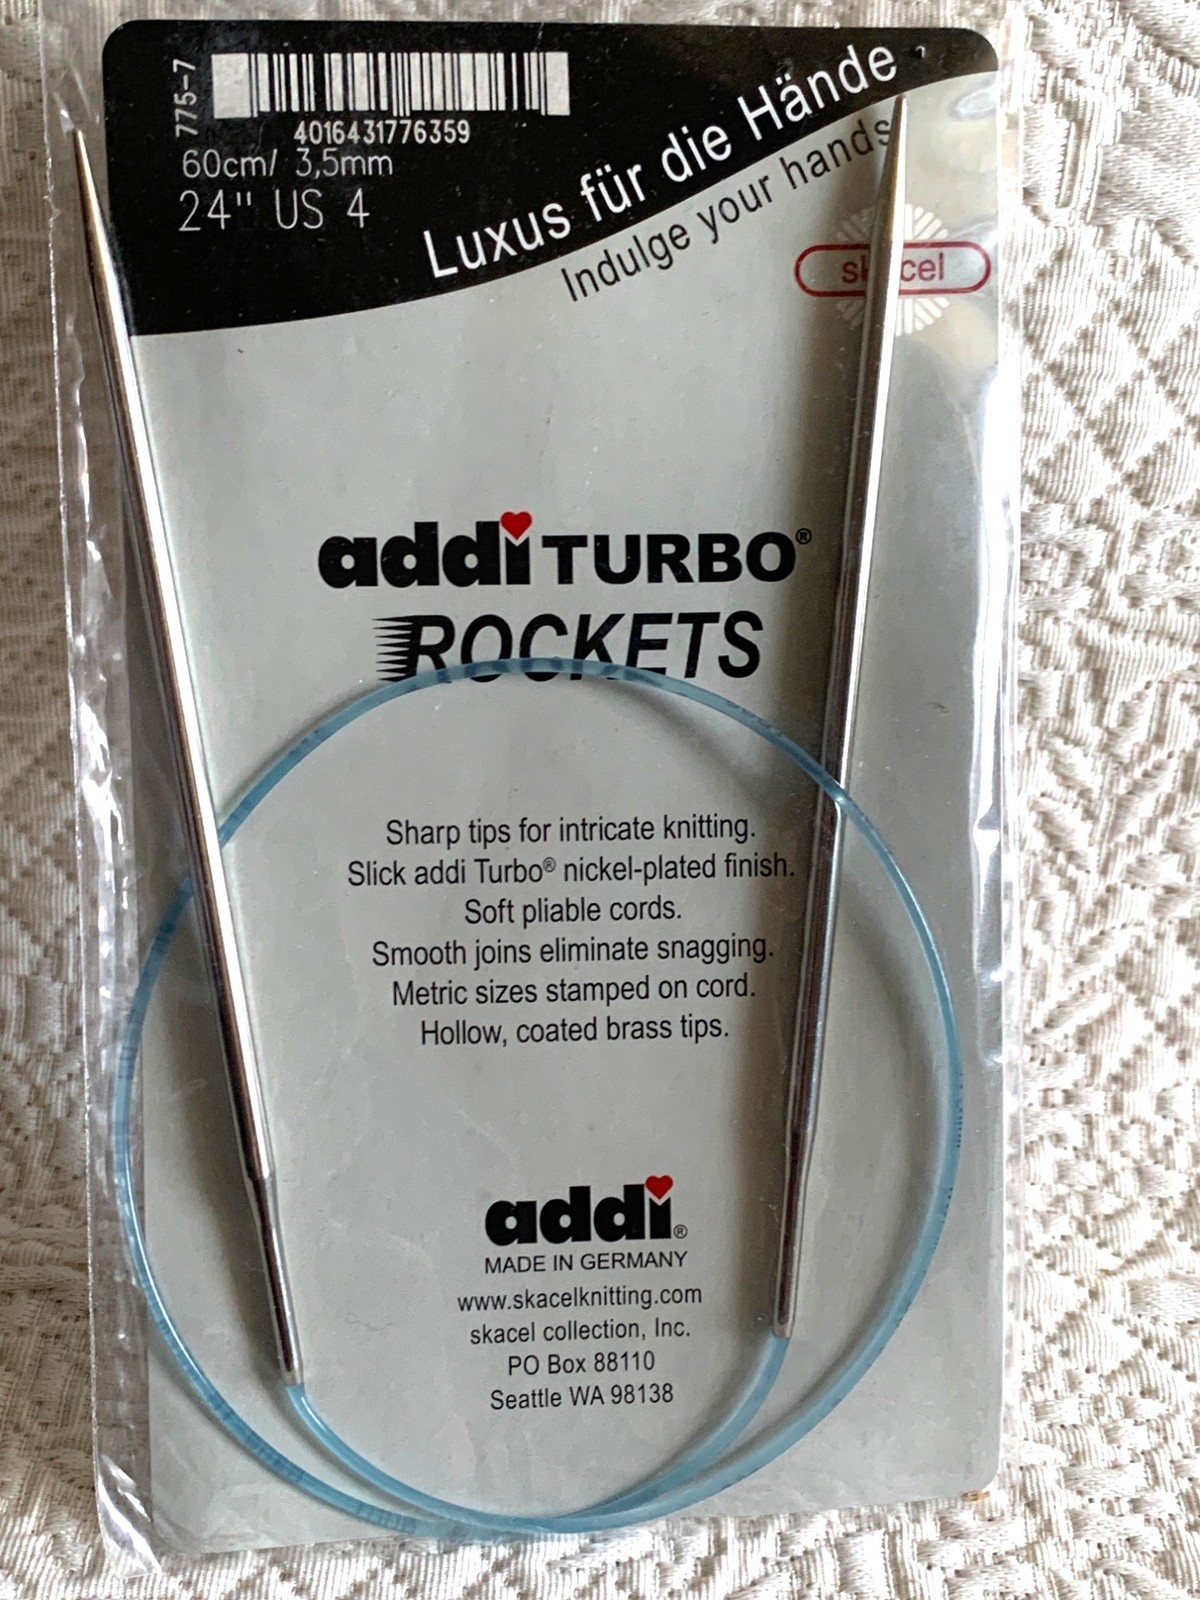 775-7
4016431776359
60cm/ 3,5mm
24" US 4
Luxus für die Hände
Indulge your hands
addi TURBO®
ROCKETS
Sharp tips for intricate knitting.
Slick addi Turbo® nickel-plated finish.
Soft pliable cords.
Smooth joins eliminate snagging.
Metric sizes stamped on cord.
Hollow, coated brass tips.
addi®
MADE IN GERMANY
www.skacelknitting.com
skacel collection, Inc.
PO Box 88110
Seattle WA 98138